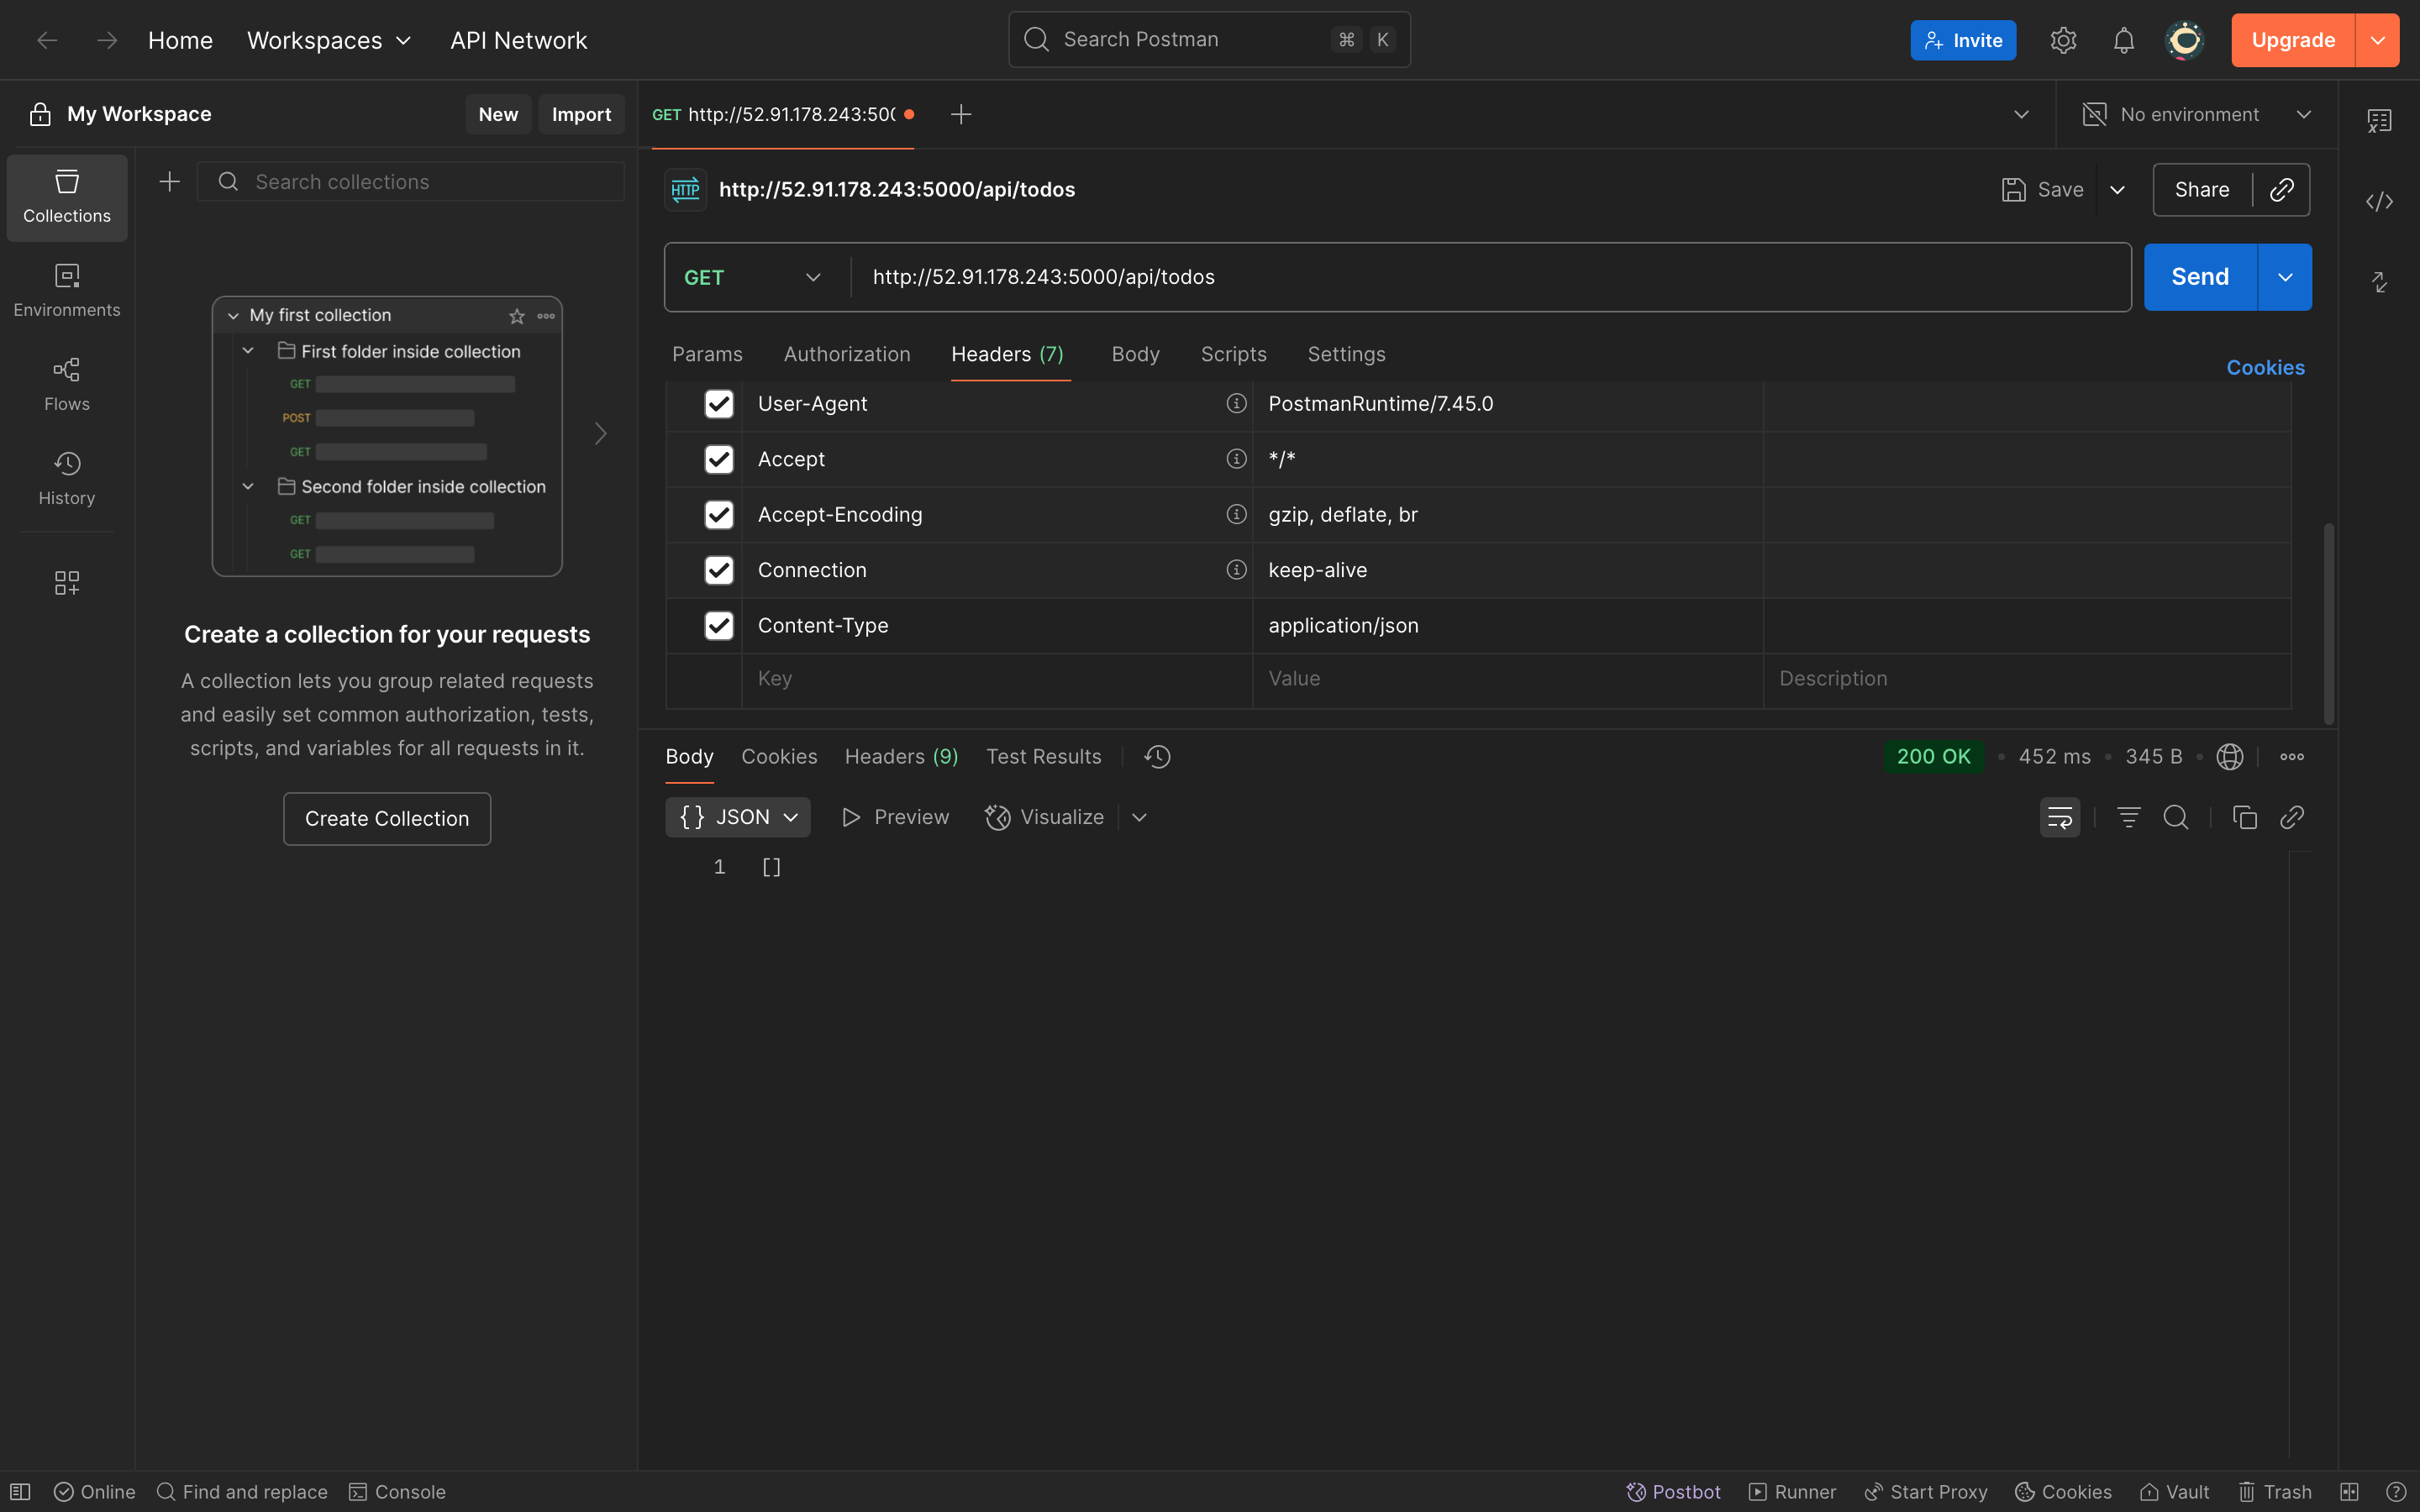 Home Workspaces API Network Search Postman ⌘ K Invite Upgrade
My Workspace New Import
GET http://52.91.178.243:500 No environment
Collections
Environments
Flows
History
Search collections
My first collection
First folder inside collection
GET
POST
GET
Second folder inside collection
GET
GET
Create a collection for your requests
A collection lets you group related requests
and easily set common authorization, tests,
scripts, and variables for all requests in it.
Create Collection
HTTP http://52.91.178.243:5000/api/todos Save Share
GET http://52.91.178.243:5000/api/todos Send
Params Authorization Headers (7) Body Scripts Settings Cookies
User-Agent PostmanRuntime/7.45.0
Accept */*
Accept-Encoding gzip, deflate, br
Connection keep-alive
Content-Type application/json
Key Value Description
Body Cookies Headers (9) Test Results 200 OK • 452 ms • 345 B •
{} JSON Preview Visualize
1 []
Online Find and replace Console Postbot Runner Start Proxy Cookies Vault Trash